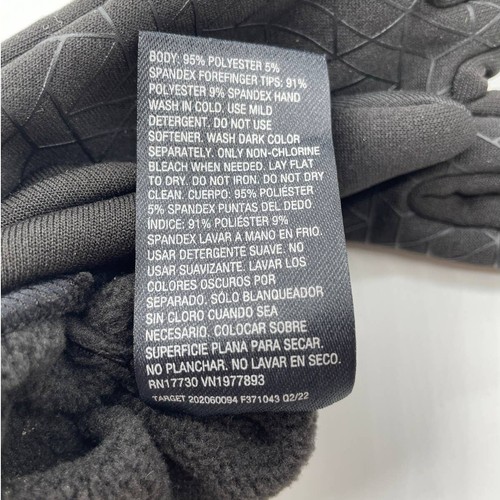 BODY: 95% POLYESTER 5%
SPANDEX FOREFINGER TIPS: 91%
POLYESTER 9% SPANDEX HAND
WASH IN COLD. USE MILD
DETERGENT. DO NOT USE
SOFTENER. WASH DARK COLOR
SEPARATELY. ONLY NON-CHLORINE
BLEACH WHEN NEEDED. LAY FLAT
TO DRY. DO NOT IRON. DO NOT DRY
CLEAN. CUERPO: 95% POLIÉSTER
5% SPANDEX PUNTAS DEL DEDO
ÍNDICE: 91% POLIÉSTER 9%
SPANDEX LAVAR A MANO EN FRIO.
USAR DETERGENTE SUAVE. NO
USAR SUAVIZANTE. LAVAR LOS
COLORES OSCUROS POR
SEPARADO. SÓLO BLANQUEADOR
SIN CLORO CUANDO SEA
NECESARIO. COLOCAR SOBRE
SUPERFICIE PLANA PARA SECAR.
NO PLANCHAR. NO LAVAR EN SECO.
RN17730 VN1977893
TARGET 202060094 F371043 Q2/22